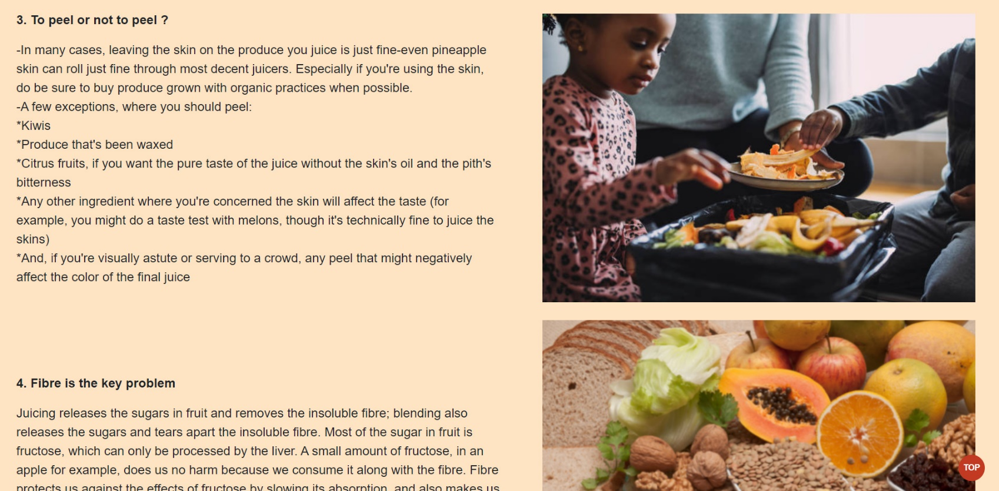 3. To peel or not to peel ?
-In many cases, leaving the skin on the produce you juice is just fine-even pineapple
skin can roll just fine through most decent juicers. Especially if you're using the skin,
do be sure to buy produce grown with organic practices when possible.
-A few exceptions, where you should peel:
*Kiwis
*Produce that's been waxed
*Citrus fruits, if you want the pure taste of the juice without the skin's oil and the pith's
bitterness
*Any other ingredient where you're concerned the skin will affect the taste (for
example, you might do a taste test with melons, though it's technically fine to juice the
skins)
*And, if you're visually astute or serving to a crowd, any peel that might negatively
affect the color of the final juice
4. Fibre is the key problem
Juicing releases the sugars in fruit and removes the insoluble fibre; blending also
releases the sugars and tears apart the insoluble fibre. Most of the sugar in fruit is
fructose, which can only be processed by the liver. A small amount of fructose, in an
apple for example, does us no harm because we consume it along with the fibre. Fibre
protects us against the effects of fructose by slowing its absorption, and also makes us
TOP